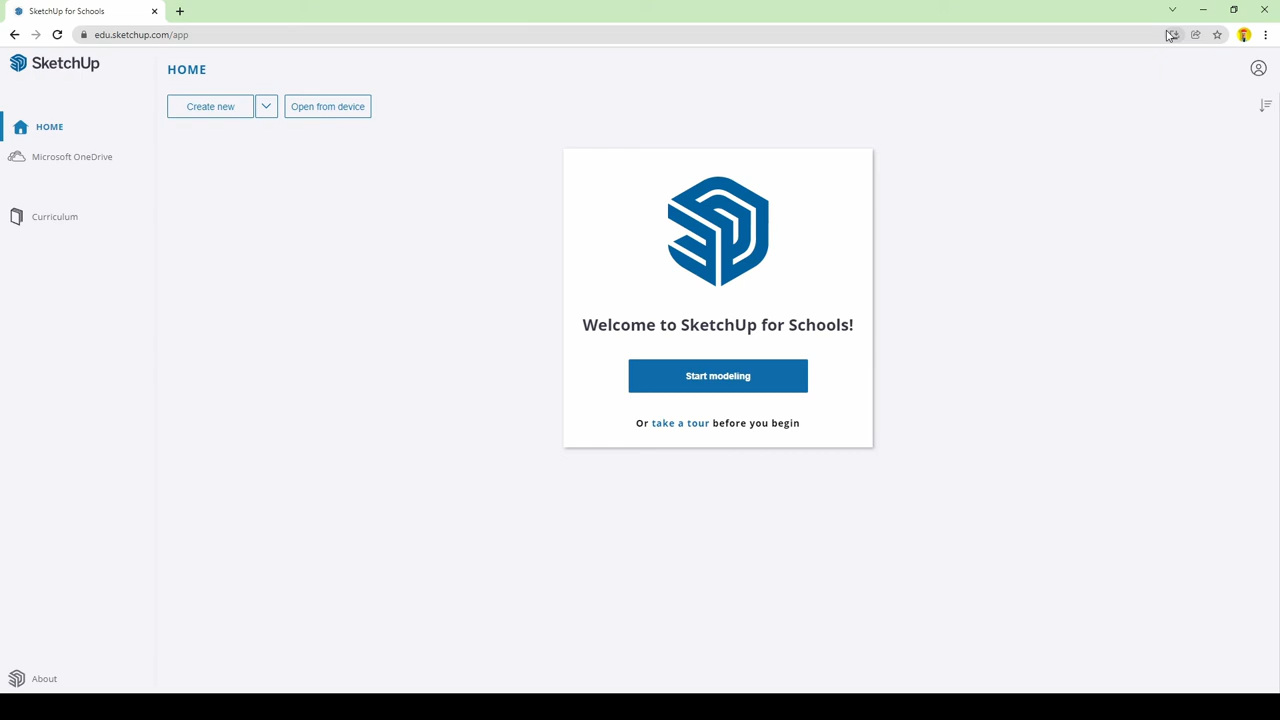 SketchUp for Schools
edu.sketchup.com/app
SketchUp
HOME
Create new
Open from device
HOME
Microsoft OneDrive
Curriculum
Welcome to SketchUp for Schools!
Start modeling
Or take a tour before you begin
About